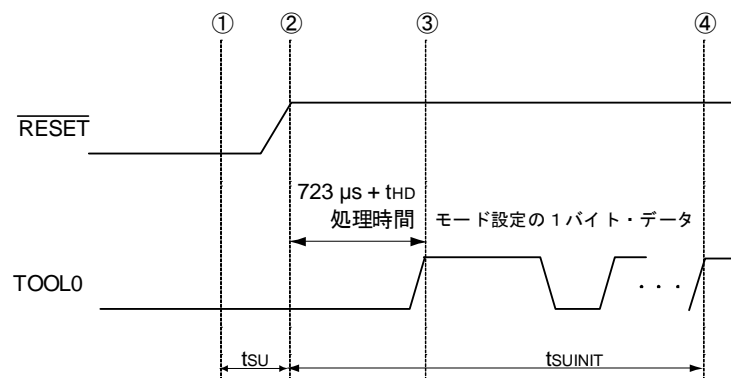 ① ② ③ ④
RESET
723 µs + tHD
処理時間 モード設定の1バイト・データ
TOOL0
･･･
tSU tSUINIT